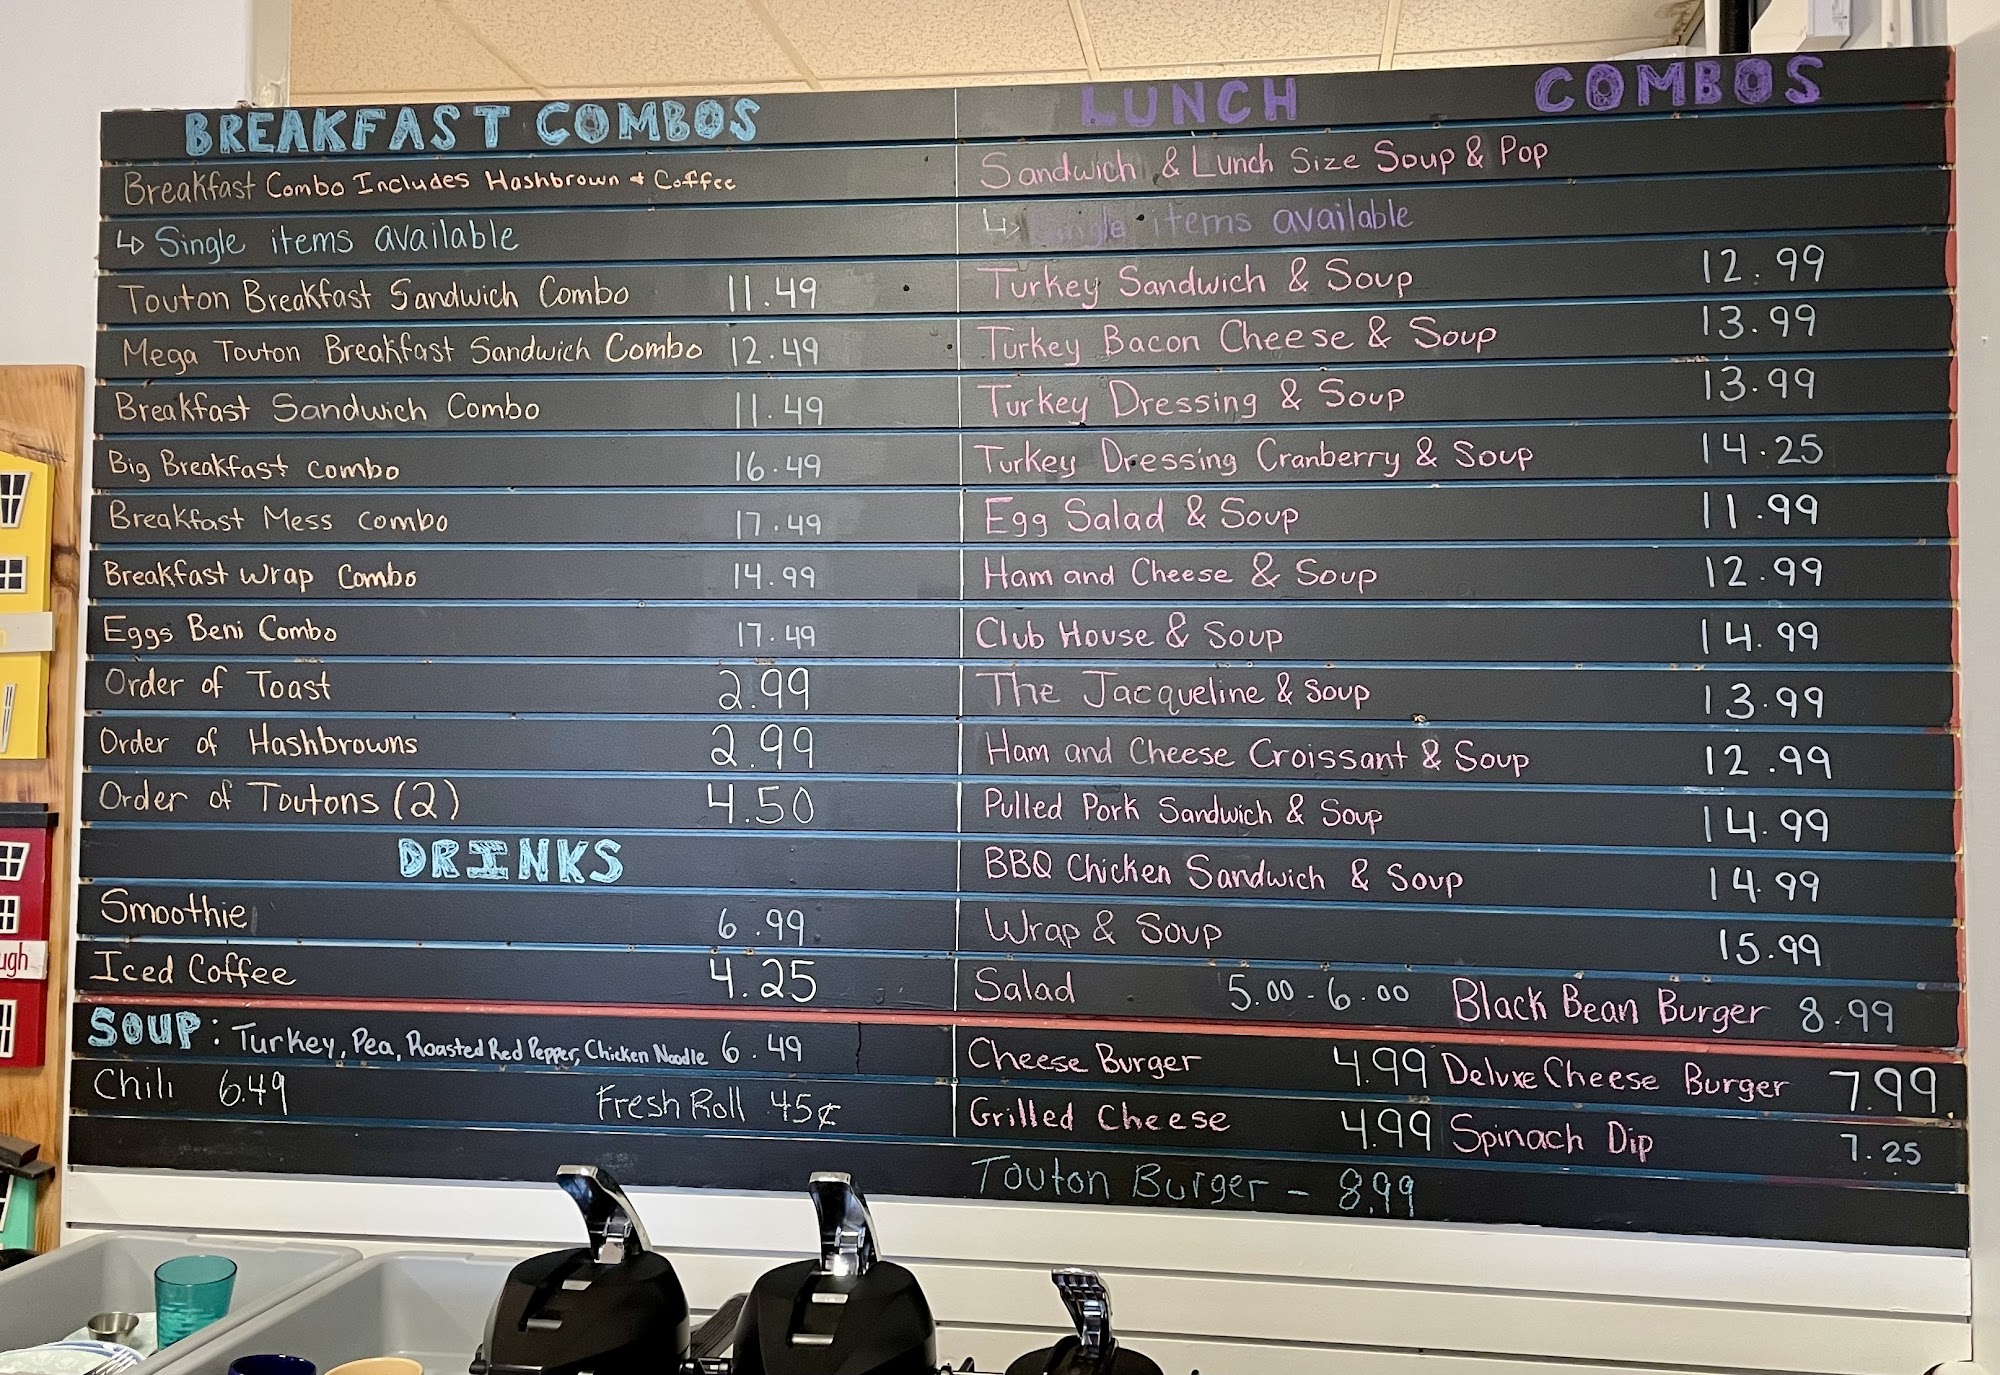 BREAKFAST COMBOS
Breakfast Combo Includes Hashbrown & Coffee
↳ Single items available
Touton Breakfast Sandwich Combo 11.49
Mega Touton Breakfast Sandwich Combo 12.49
Breakfast Sandwich Combo 11.49
Big Breakfast combo 16.49
Breakfast Mess combo 17.49
Breakfast wrap Combo 14.99
Eggs Beni Combo 17.49
Order of Toast 2.99
Order of Hashbrowns 2.99
Order of Toutons (2) 4.50
DRINKS
Smoothie 6.99
Iced Coffee 4.25
SOUP: Turkey, Pea, Roasted Red Pepper, Chicken Noodle 6.49
Chili 6.49 Fresh Roll 45¢
LUNCH COMBOS
Sandwich & Lunch Size Soup & Pop
↳ Single items available
Turkey Sandwich & Soup 12.99
Turkey Bacon Cheese & Soup 13.99
Turkey Dressing & Soup 13.99
Turkey Dressing Cranberry & Soup 14.25
Egg Salad & Soup 11.99
Ham and Cheese & Soup 12.99
Club House & Soup 14.99
The Jacqueline & Soup 13.99
Ham and Cheese Croissant & Soup 12.99
Pulled Pork Sandwich & Soup 14.99
BBQ Chicken Sandwich & Soup 14.99
Wrap & Soup 15.99
Salad 5.00 - 6.00 Black Bean Burger 8.99
Cheese Burger 4.99 Deluxe Cheese Burger 7.99
Grilled Cheese 4.99 Spinach Dip 7.25
Touton Burger - 8.99
ugh